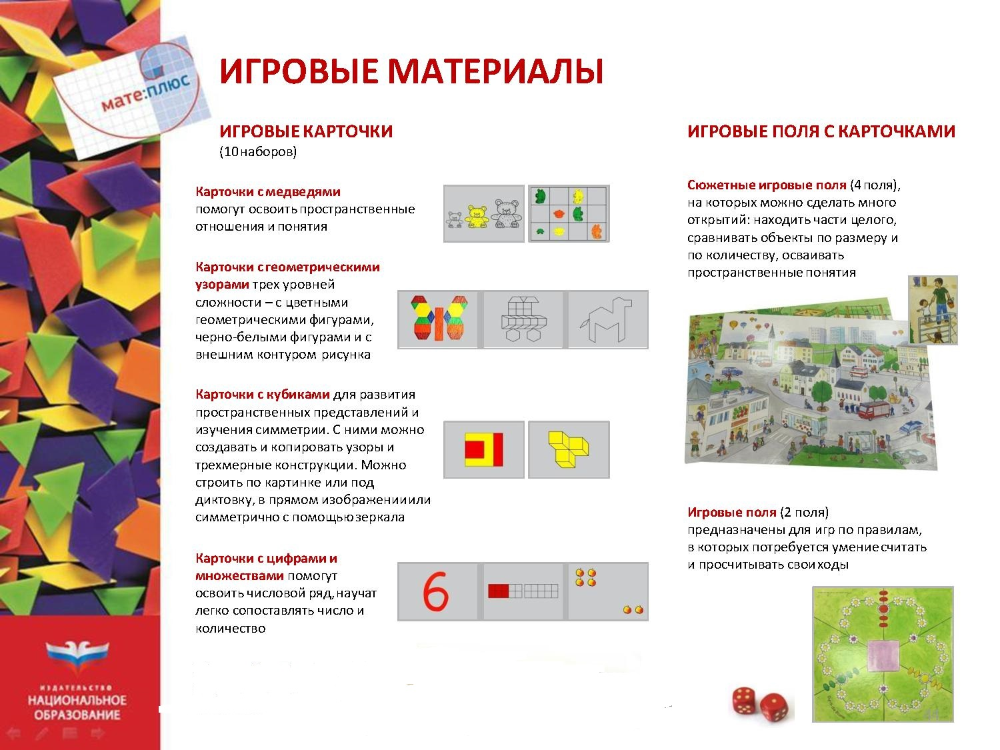 мате:плюс
ИГРОВЫЕ МАТЕРИАЛЫ
ИГРОВЫЕ КАРТОЧКИ
(10 наборов)
Карточки с медведями
помогут освоить пространственные
отношения и понятия
Карточки с геометрическими
узорами трех уровней
сложности – с цветными
геометрическими фигурами,
черно-белыми фигурами и с
внешним контуром рисунка
Карточки с кубиками для развития
пространственных представлений и
изучения симметрии. С ними можно
создавать и копировать узоры и
трехмерные конструкции. Можно
строить по картинке или под
диктовку, в прямом изображении или
симметрично с помощью зеркала
Карточки с цифрами и
множествами помогут
освоить числовой ряд, научат
легко сопоставлять число и
количество
6
ИГРОВЫЕ ПОЛЯ С КАРТОЧКАМИ
Сюжетные игровые поля (4 поля),
на которых можно сделать много
открытий: находить части целого,
сравнивать объекты по размеру и
по количеству, осваивать
пространственные понятия
Игровые поля (2 поля)
предназначены для игр по правилам,
в которых потребуется умение считать
и просчитывать свои ходы
44
ИЗДАТЕЛЬСТВО
НАЦИОНАЛЬНОЕ
ОБРАЗОВАНИЕ